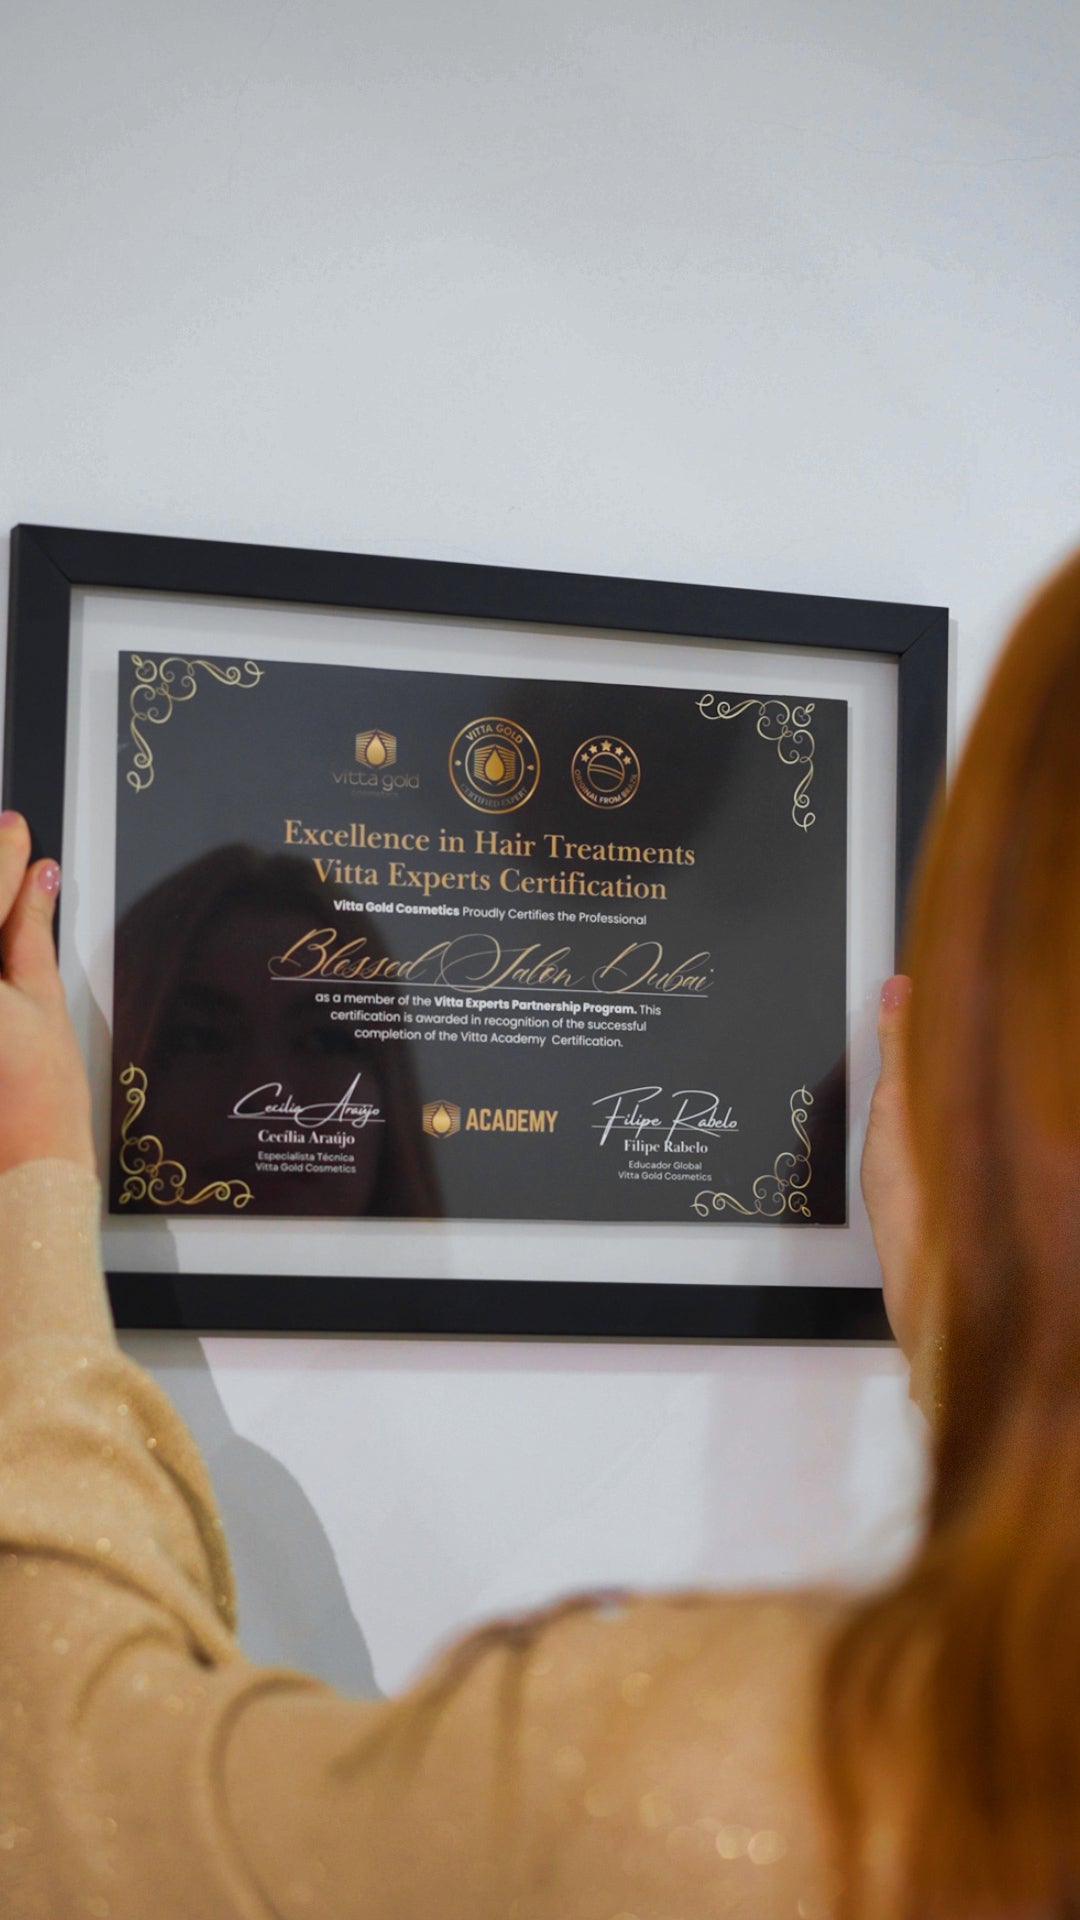 vitta gold
cosmetics
VITTA GOLD
CERTIFIED EXPERT
ORIGINAL FROM BRAZIL
Excellence in Hair Treatments
Vitta Experts Certification
Vitta Gold Cosmetics Proudly Certifies the Professional
Blessed Salon Dubai
as a member of the Vitta Experts Partnership Program. This
certification is awarded in recognition of the successful
completion of the Vitta Academy Certification.
Cecília Araújo
Cecília Araújo
Especialista Técnica
Vitta Gold Cosmetics
ACADEMY
Filipe Rabelo
Filipe Rabelo
Educador Global
Vitta Gold Cosmetics